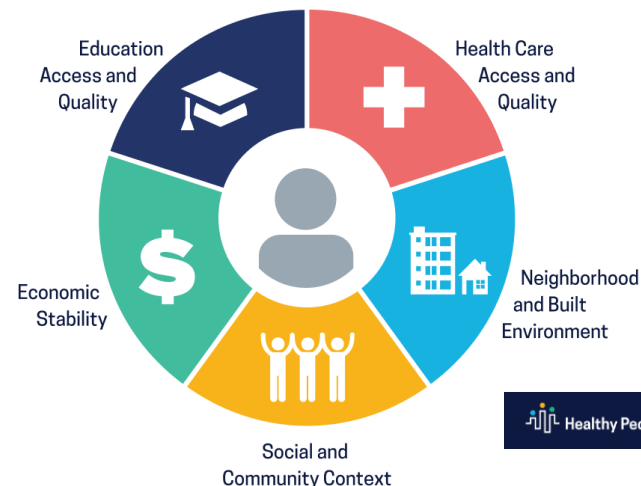 Education
Access and
Quality
Health Care
Access and
Quality
Economic
Stability
Neighborhood
and Built
Environment
Social and
Community Context
Healthy